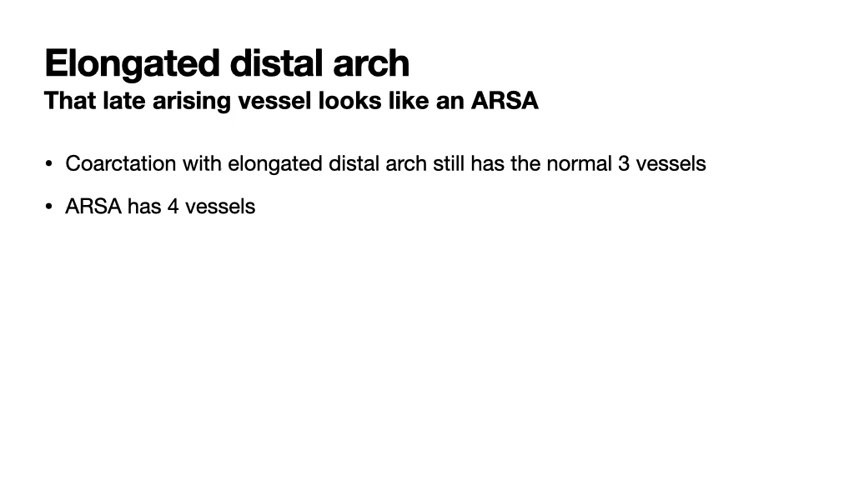 Elongated distal arch
That late arising vessel looks like an ARSA
• Coarctation with elongated distal arch still has the normal 3 vessels
• ARSA has 4 vessels